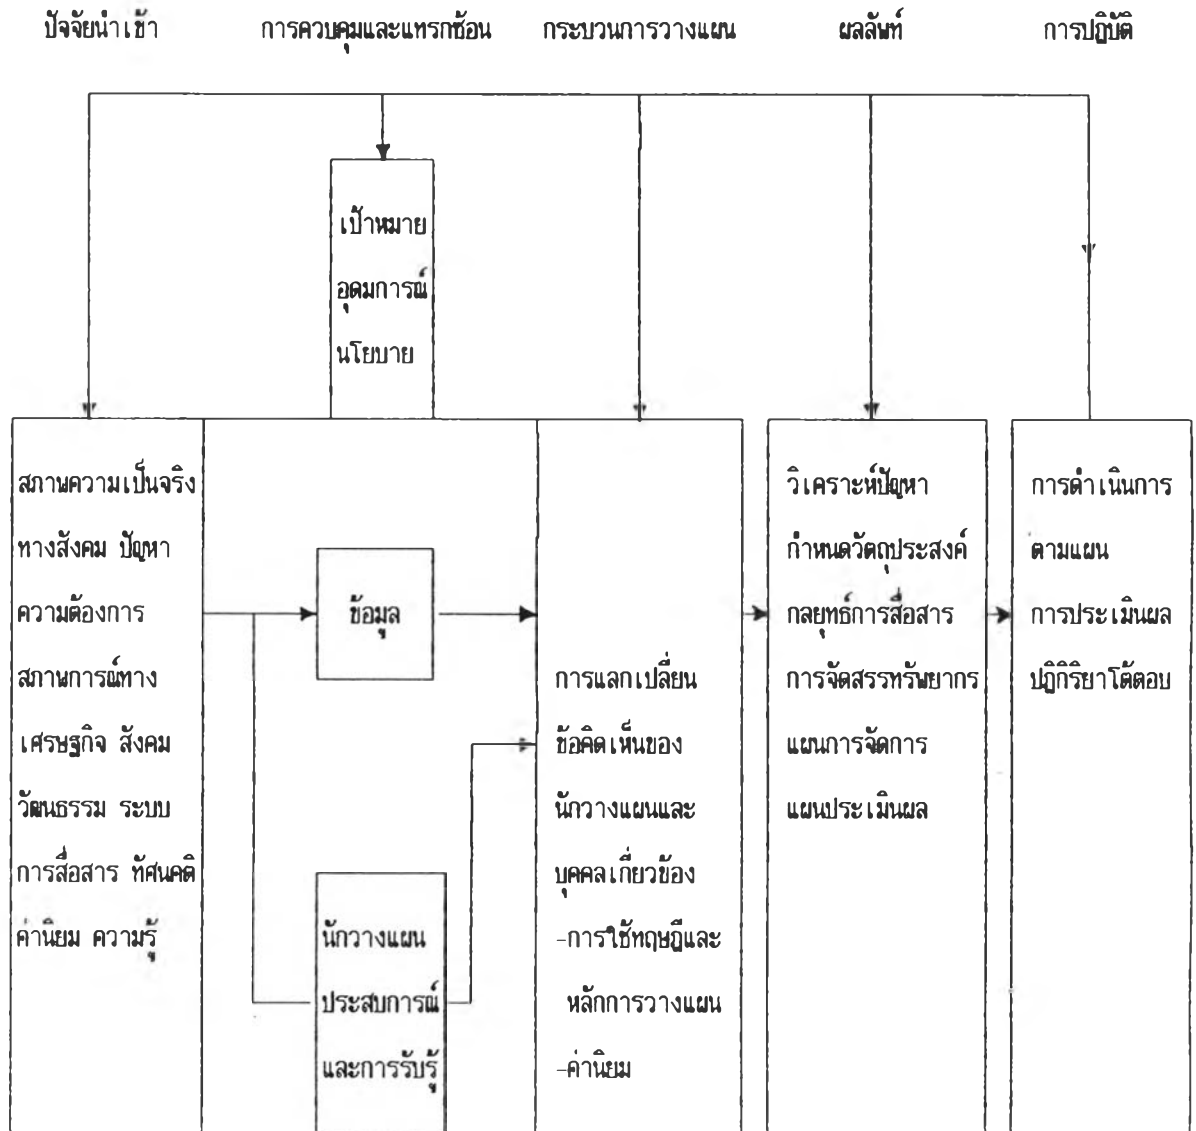 ปัจจัยนำเข้า
การควบคุมและแทรกซ้อน
กระบวนการวางแผน
ผลลัพท์
การปฏิบัติ
เป้าหมาย
อุดมการณ์
นโยบาย
สภาพความเป็นจริง
ทางสังคม ปัญหา
ความต้องการ
สภาพการณ์ทาง
เศรษฐกิจ สังคม
วัฒนธรรม ระบบ
การสื่อสาร ทัศนคติ
ค่านิยม ความรู้
ข้อมูล
นักวางแผน
ประสบการณ์
และการรับรู้
การแลกเปลี่ยน
ข้อคิดเห็นของ
นักวางแผนและ
บุคคลเกี่ยวข้อง
-การใช้ทฤษฎีและ
หลักการวางแผน
-ค่านิยม
วิเคราะห์ปัญหา
กำหนดวัตถุประสงค์
กลยุทธ์การสื่อสาร
การจัดสรรทรัพยากร
แผนการจัดการ
แผนประเมินผล
การดำเนินการ
ตามแผน
การประเมินผล
ปฏิกิริยาโต้ตอบ